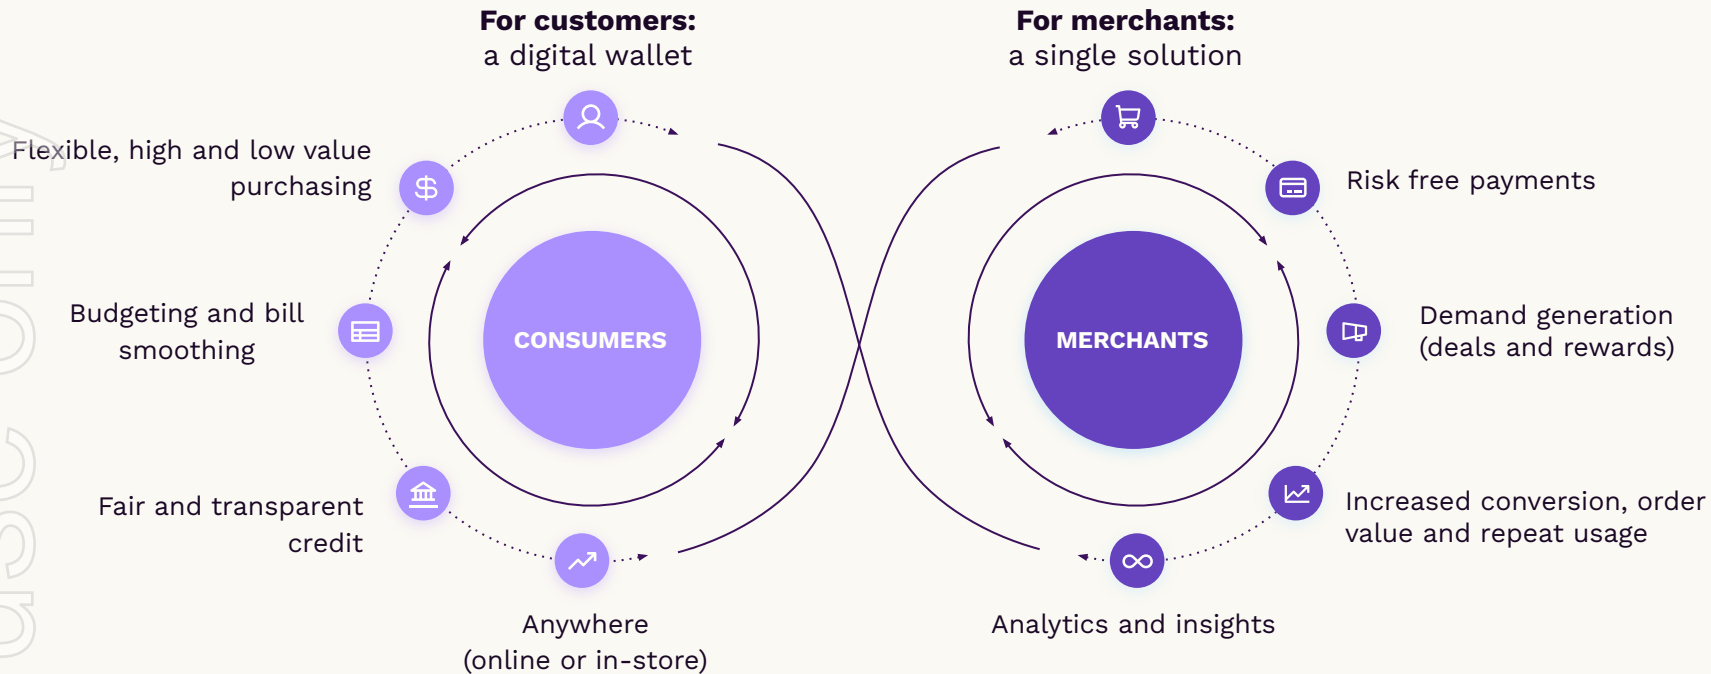 For customers:
a digital wallet
Flexible, high and low value
purchasing
Budgeting and bill
smoothing
Fair and transparent
credit
Anywhere
(online or in-store)
CONSUMERS
For merchants:
a single solution
Risk free payments
Demand generation
(deals and rewards)
Increased conversion, order
value and repeat usage
Analytics and insights
MERCHANTS
only